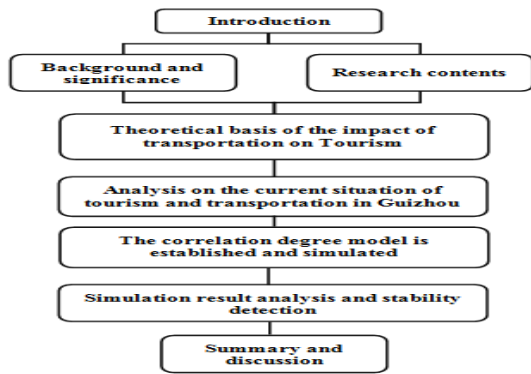 Introduction
Background and
significance
Research contents
Theoretical basis of the impact of
transportation on Tourism
Analysis on the current situation of
tourism and transportation in Guizhou
The correlation degree model is
established and simulated
Simulation result analysis and stability
detection
Summary and
discussion